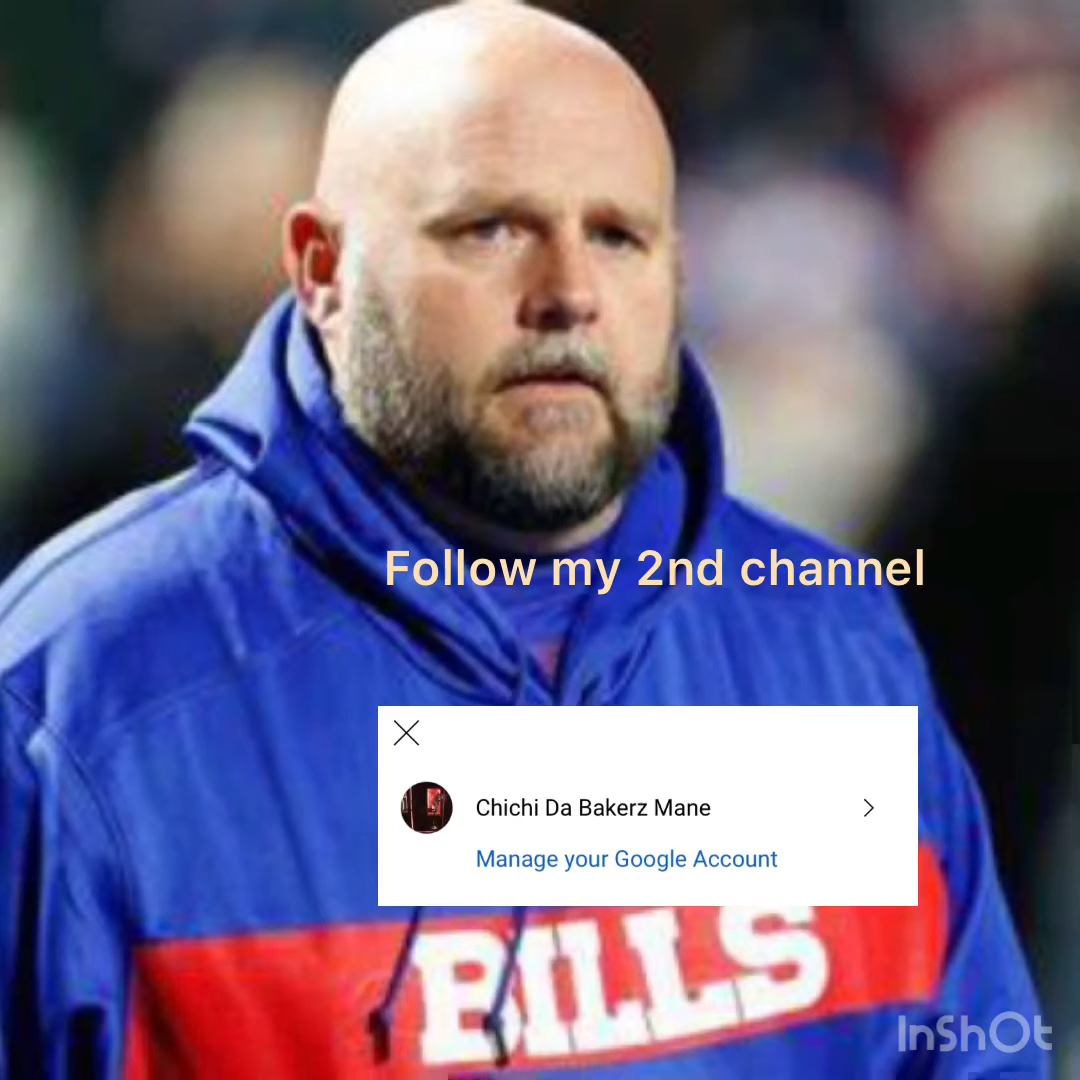 Follow my 2nd channel
Chichi Da Bakerz Mane
Manage your Google Account
BILLS
InShOt